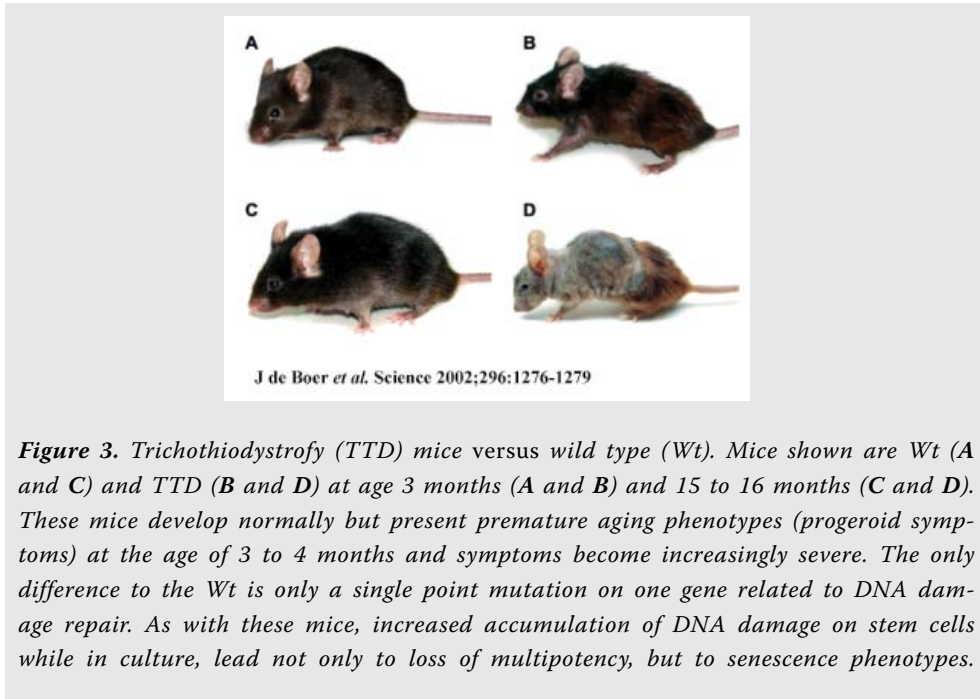 A
B
C
D
J de Boer et al. Science 2002;296:1276-1279
Figure 3. Trichothiodystrofy (TTD) mice versus wild type (Wt). Mice shown are Wt (A
and C) and TTD (B and D) at age 3 months (A and B) and 15 to 16 months (C and D).
These mice develop normally but present premature aging phenotypes (progeroid symp-
toms) at the age of 3 to 4 months and symptoms become increasingly severe. The only
difference to the Wt is only a single point mutation on one gene related to DNA dam-
age repair. As with these mice, increased accumulation of DNA damage on stem cells
while in culture, lead not only to loss of multipotency, but to senescence phenotypes.